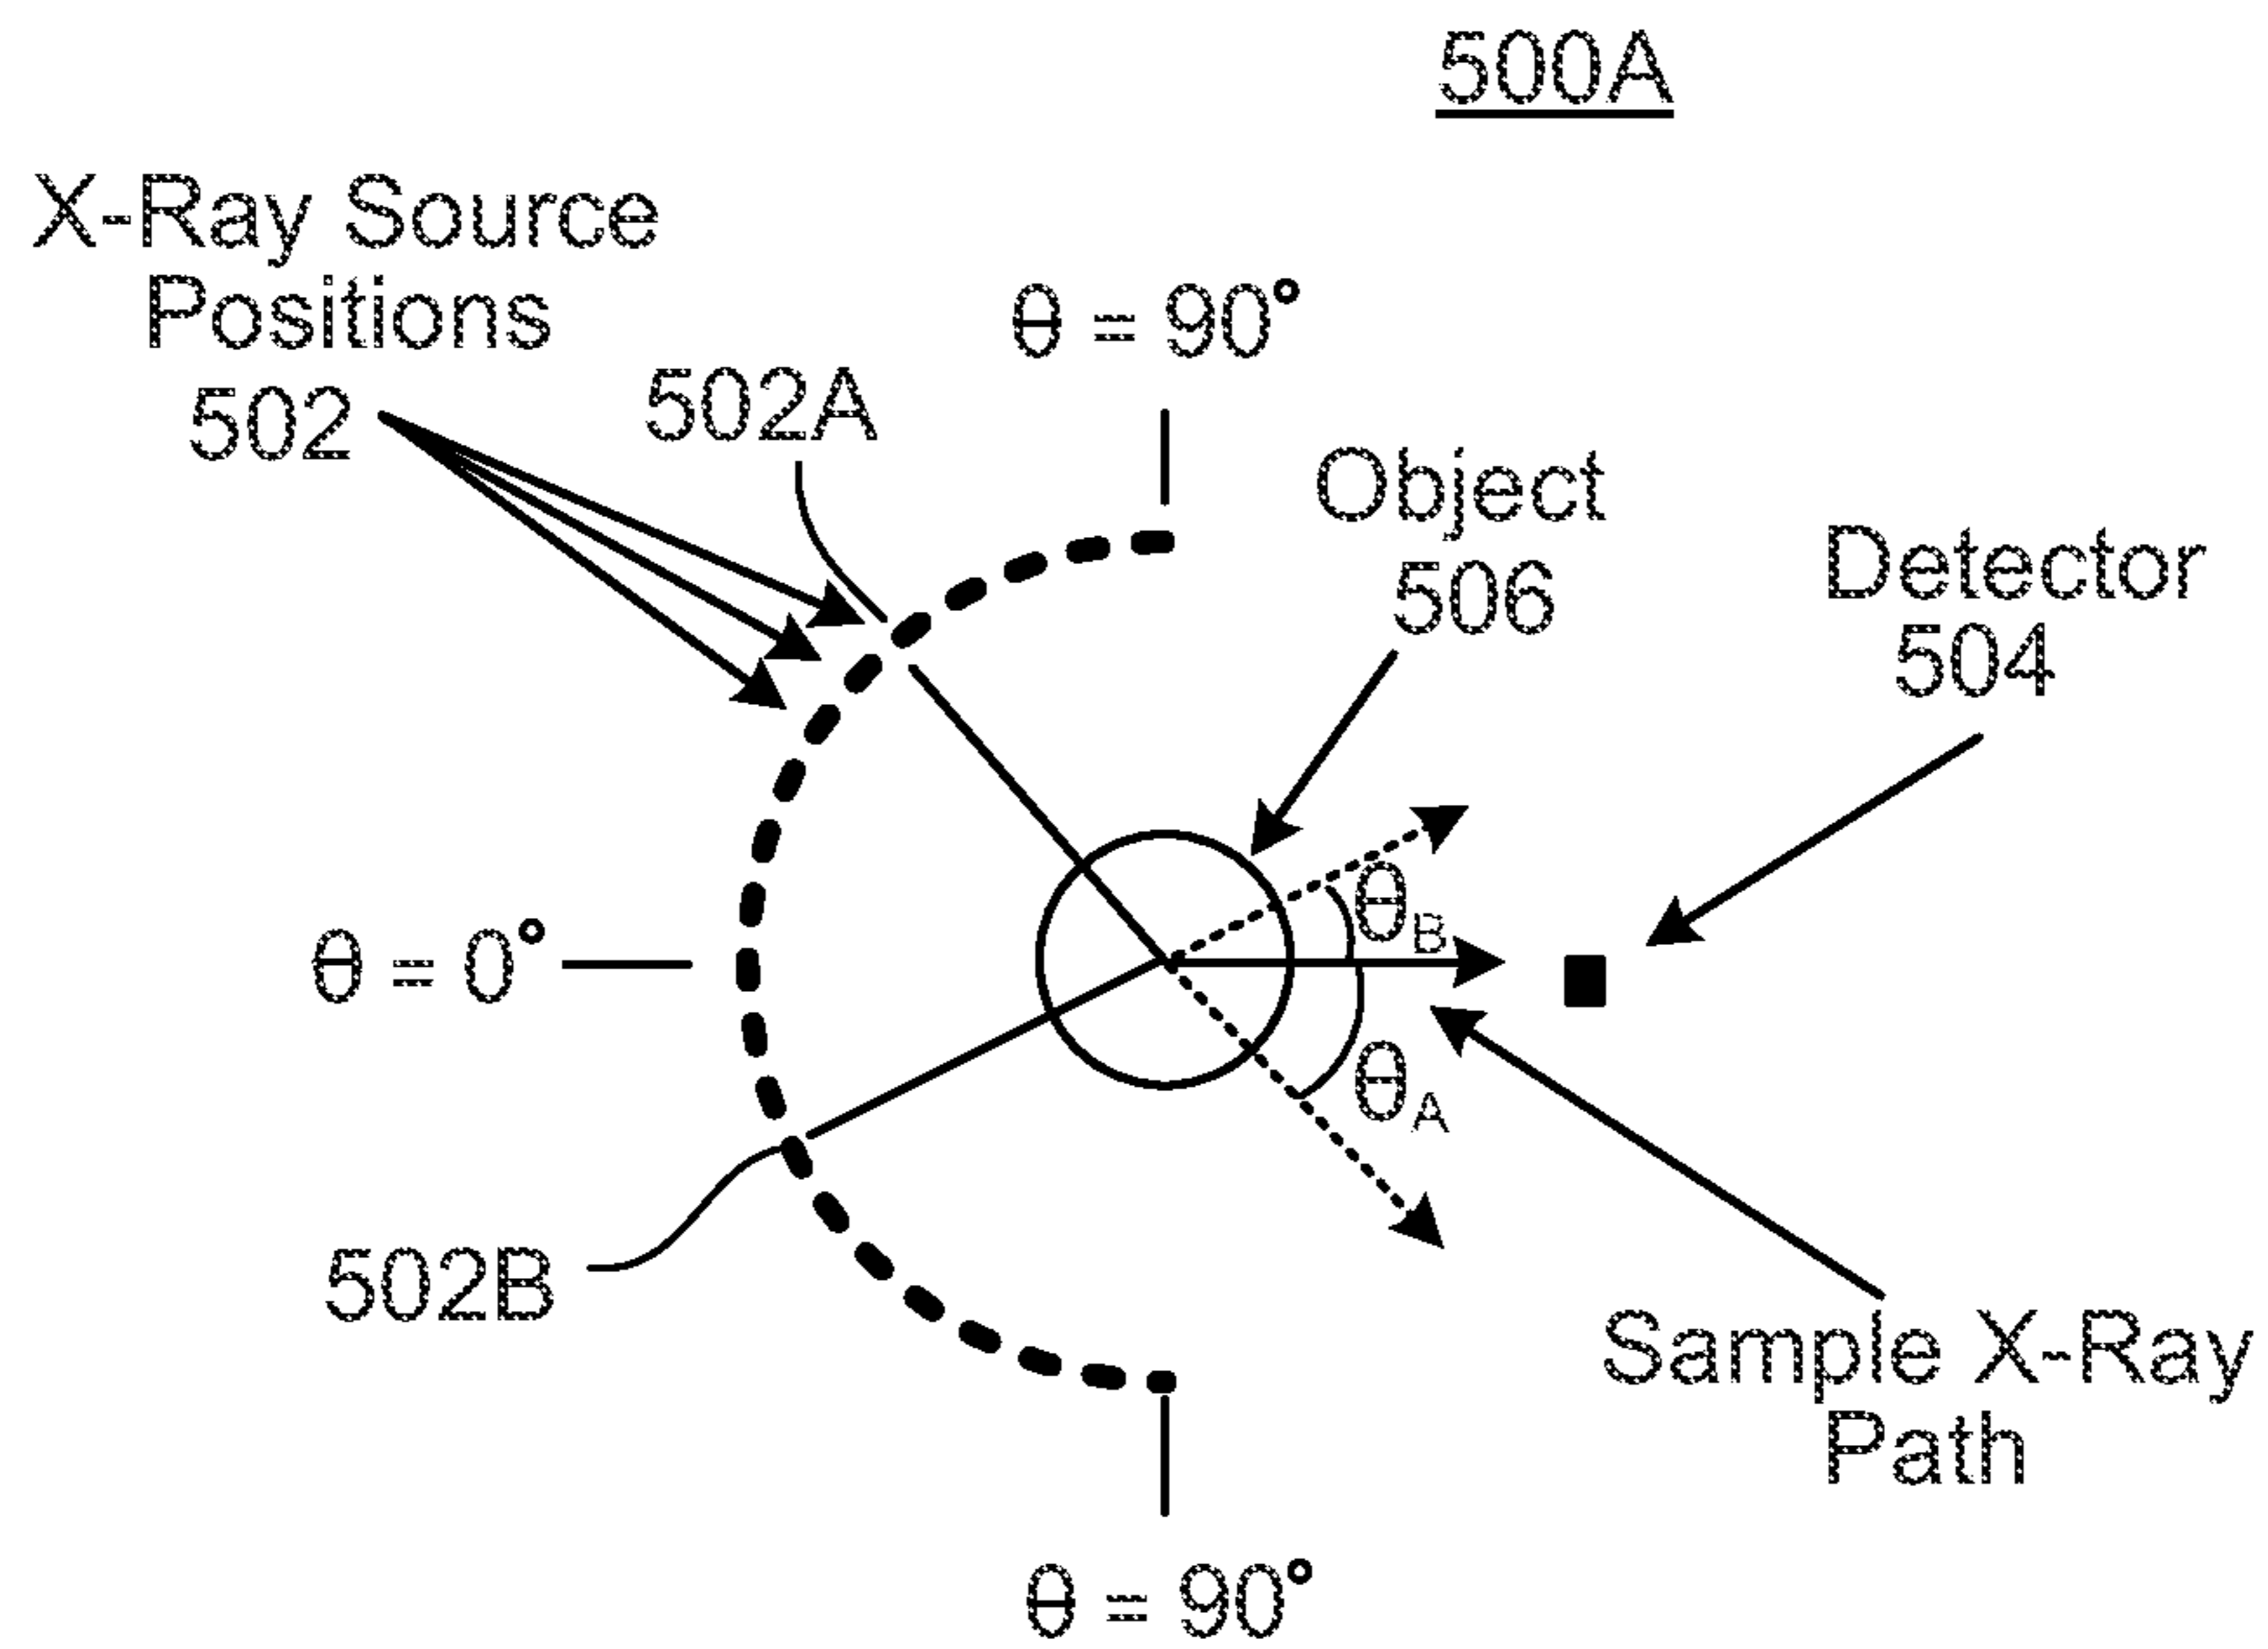 500A
X-Ray Source
Positions
502
502A
θ = 90°
Object
506
Detector
504
θ = 0°
θB
θA
502B
Sample X-Ray
Path
θ = 90°